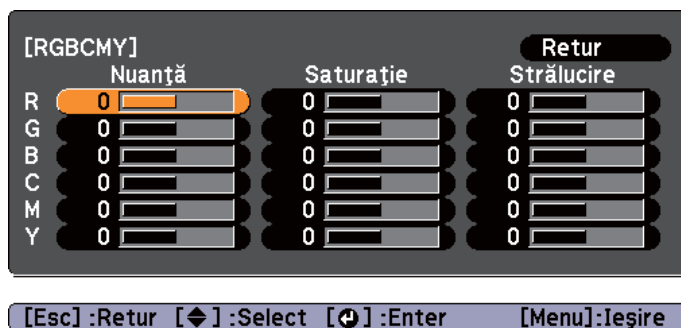 [RGBCMY] Retur
Nuanţă Saturaţie Strălucire
R 0 0 0
G 0 0 0
B 0 0 0
C 0 0 0
M 0 0 0
Y 0 0 0
[Esc] :Retur [◆] :Select [⏎] :Enter [Menu]:Ieşire